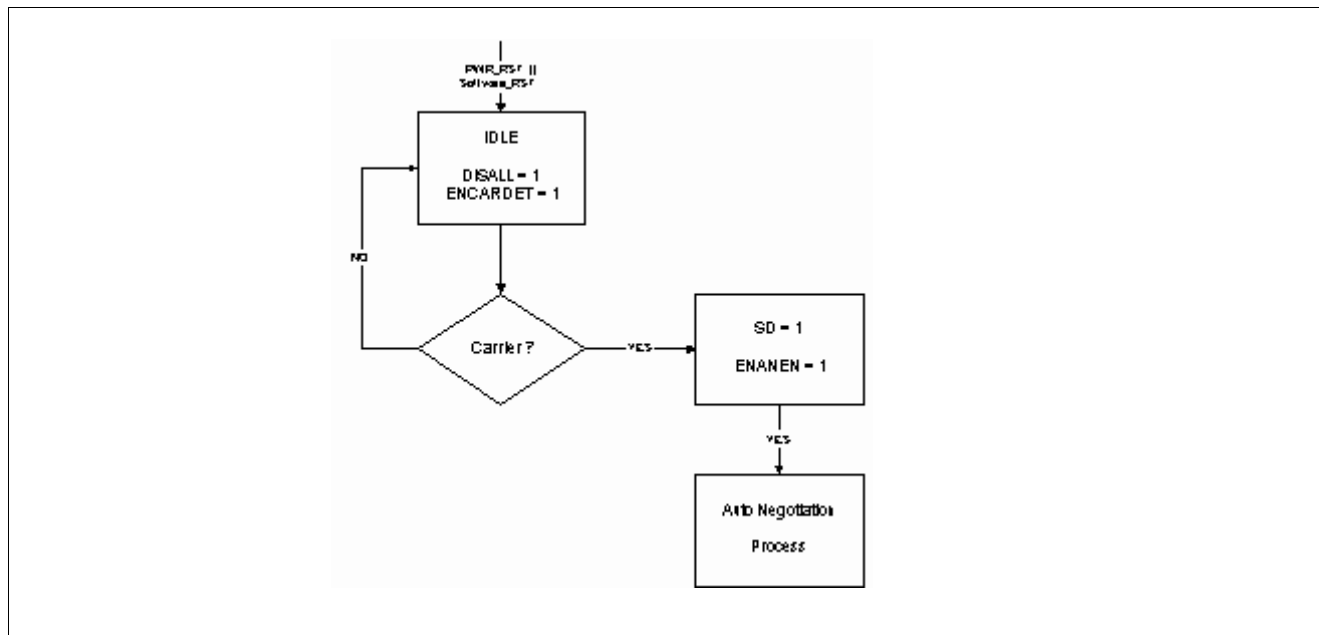 PWR_RST ||
Software_RST
IDLE
DISALL = 1
ENCARDET = 1
NO
Carrier ?
YES
SD = 1
ENANEN = 1
YES
Auto Negotiation
Process